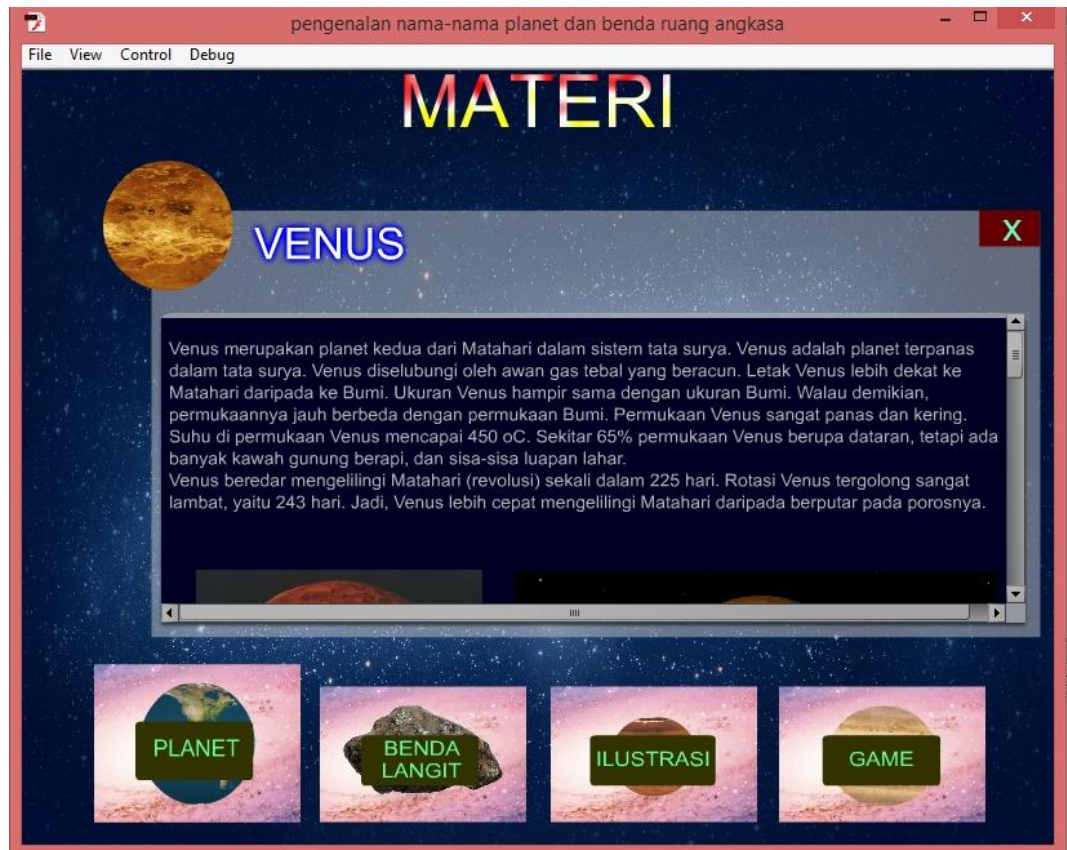 pengenalan nama-nama planet dan benda ruang angkasa
File View Control Debug
MATERI
VENUS
X
Venus merupakan planet kedua dari Matahari dalam sistem tata surya. Venus adalah planet terpanas
dalam tata surya. Venus diselubungi oleh awan gas tebal yang beracun. Letak Venus lebih dekat ke
Matahari daripada ke Bumi. Ukuran Venus hampir sama dengan ukuran Bumi. Walau demikian,
permukaannya jauh berbeda dengan permukaan Bumi. Permukaan Venus sangat panas dan kering.
Suhu di permukaan Venus mencapai 450 oC. Sekitar 65% permukaan Venus berupa dataran, tetapi ada
banyak kawah gunung berapi, dan sisa-sisa luapan lahar.
Venus beredar mengelilingi Matahari (revolusi) sekali dalam 225 hari. Rotasi Venus tergolong sangat
lambat, yaitu 243 hari. Jadi, Venus lebih cepat mengelilingi Matahari daripada berputar pada porosnya.
PLANET
BENDA
LANGIT
ILUSTRASI
GAME